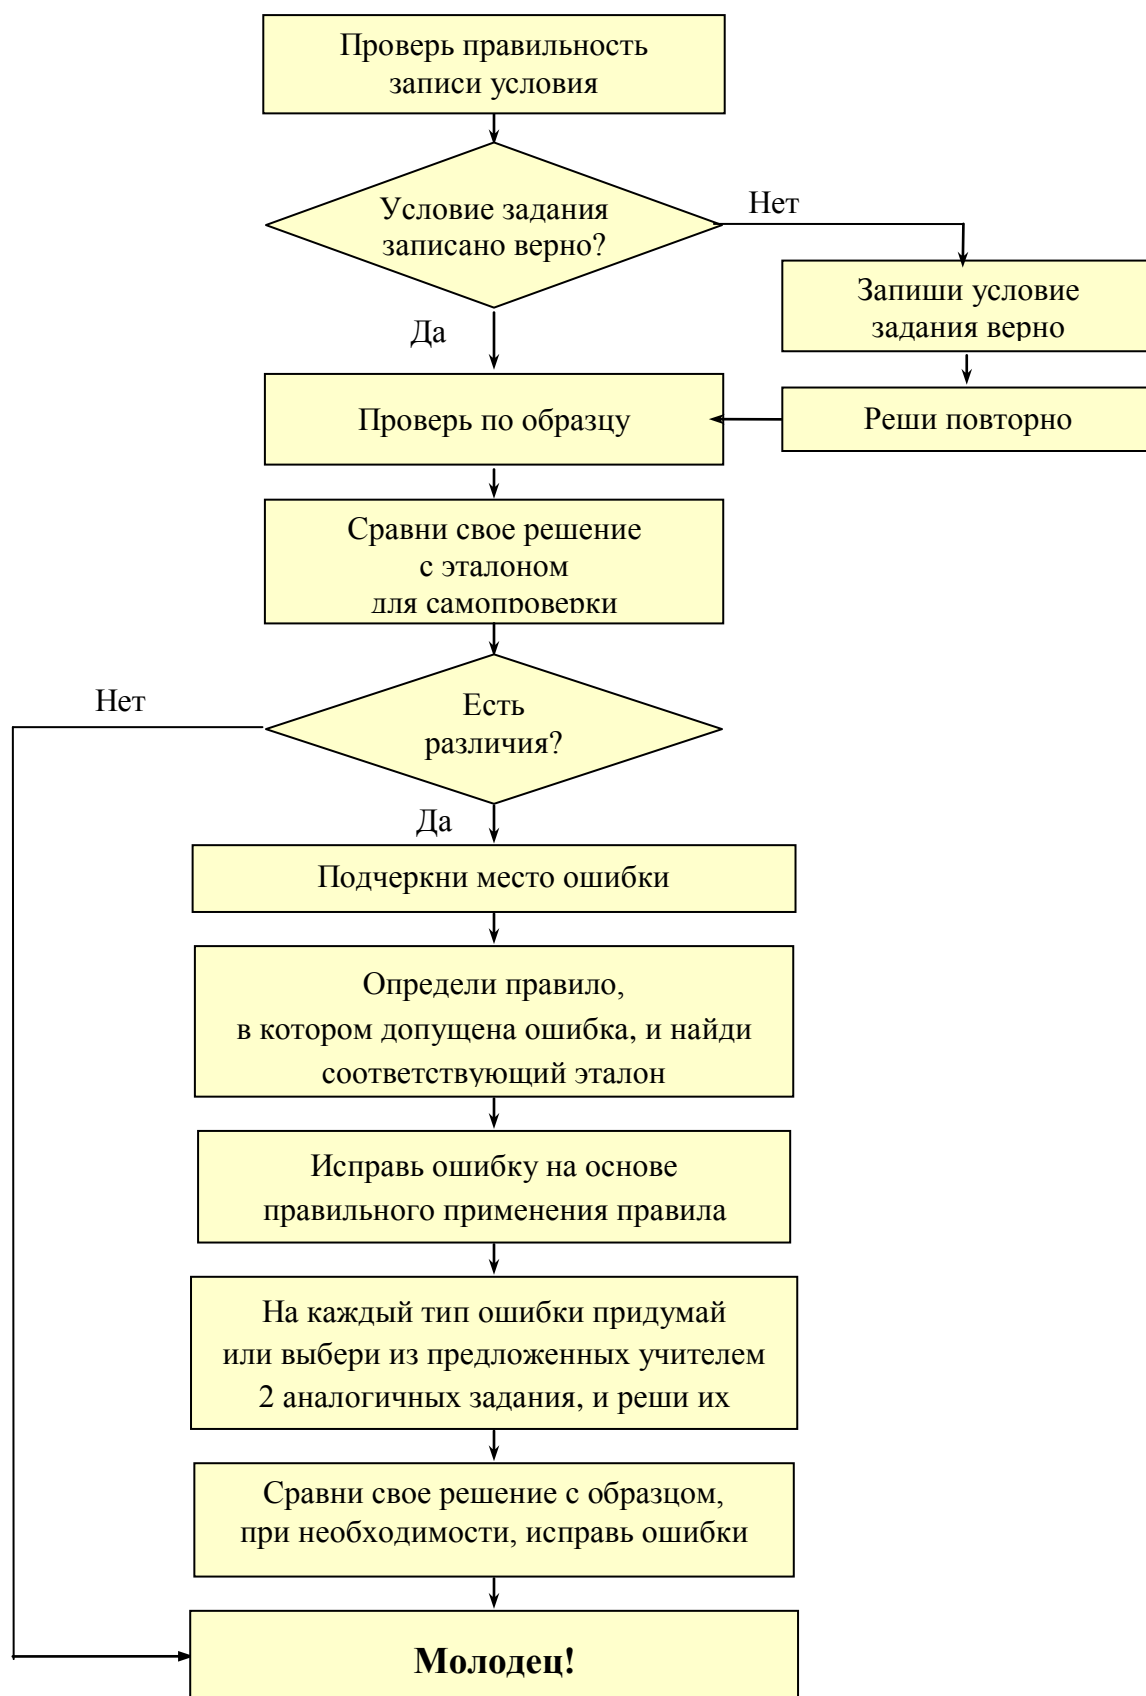 Проверь правильность
записи условия
Условие задания
записано верно?
Нет
Запиши условие
задания верно
Да
Проверь по образцу
Реши повторно
Сравни свое решение
с эталоном
для самопроверки
Нет
Есть
различия?
Да
Подчеркни место ошибки
Определи правило,
в котором допущена ошибка, и найди
соответствующий эталон
Исправь ошибку на основе
правильного применения правила
На каждый тип ошибки придумай
или выбери из предложенных учителем
2 аналогичных задания, и реши их
Сравни свое решение с образцом,
при необходимости, исправь ошибки
Молодец!